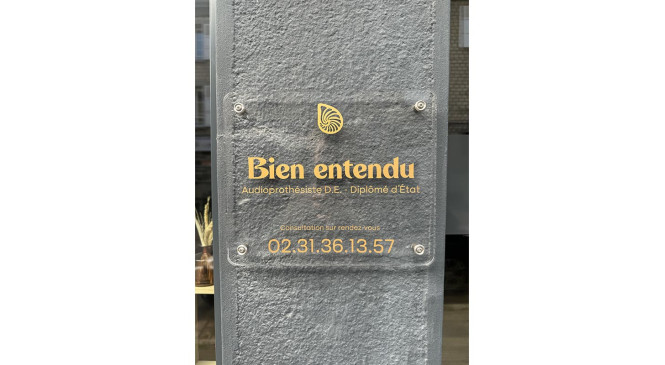 Bien entendu
Audioprothésiste D.E. - Diplômé d'État
Consultation sur rendez-vous
02.31.36.13.57